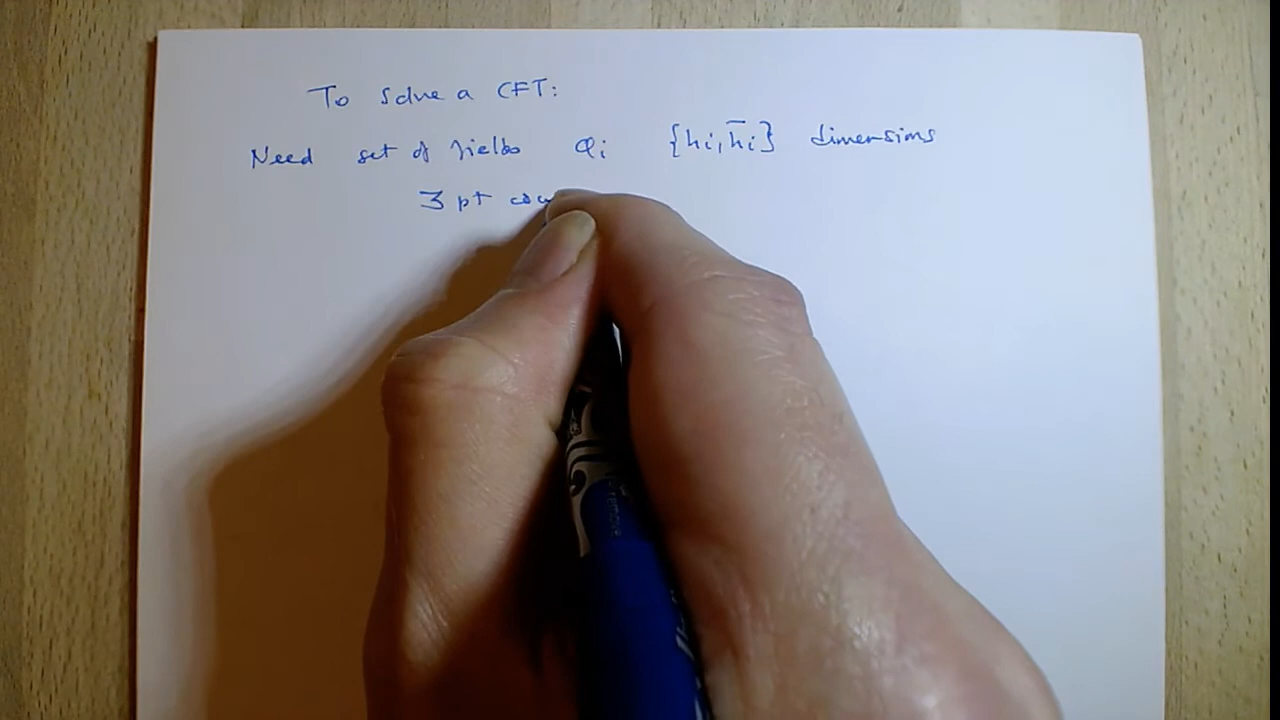 To solve a CFT:
Need set of fields φi {hi, h̄i} dimensions
3 pt